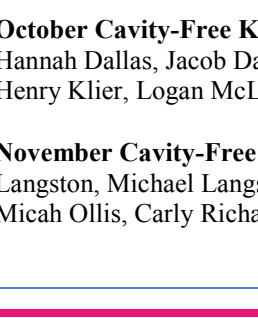 October Cavity-Free K
Hannah Dallas, Jacob Da
Henry Klier, Logan McL
November Cavity-Free
Langston, Michael Langs
Micah Ollis, Carly Richa